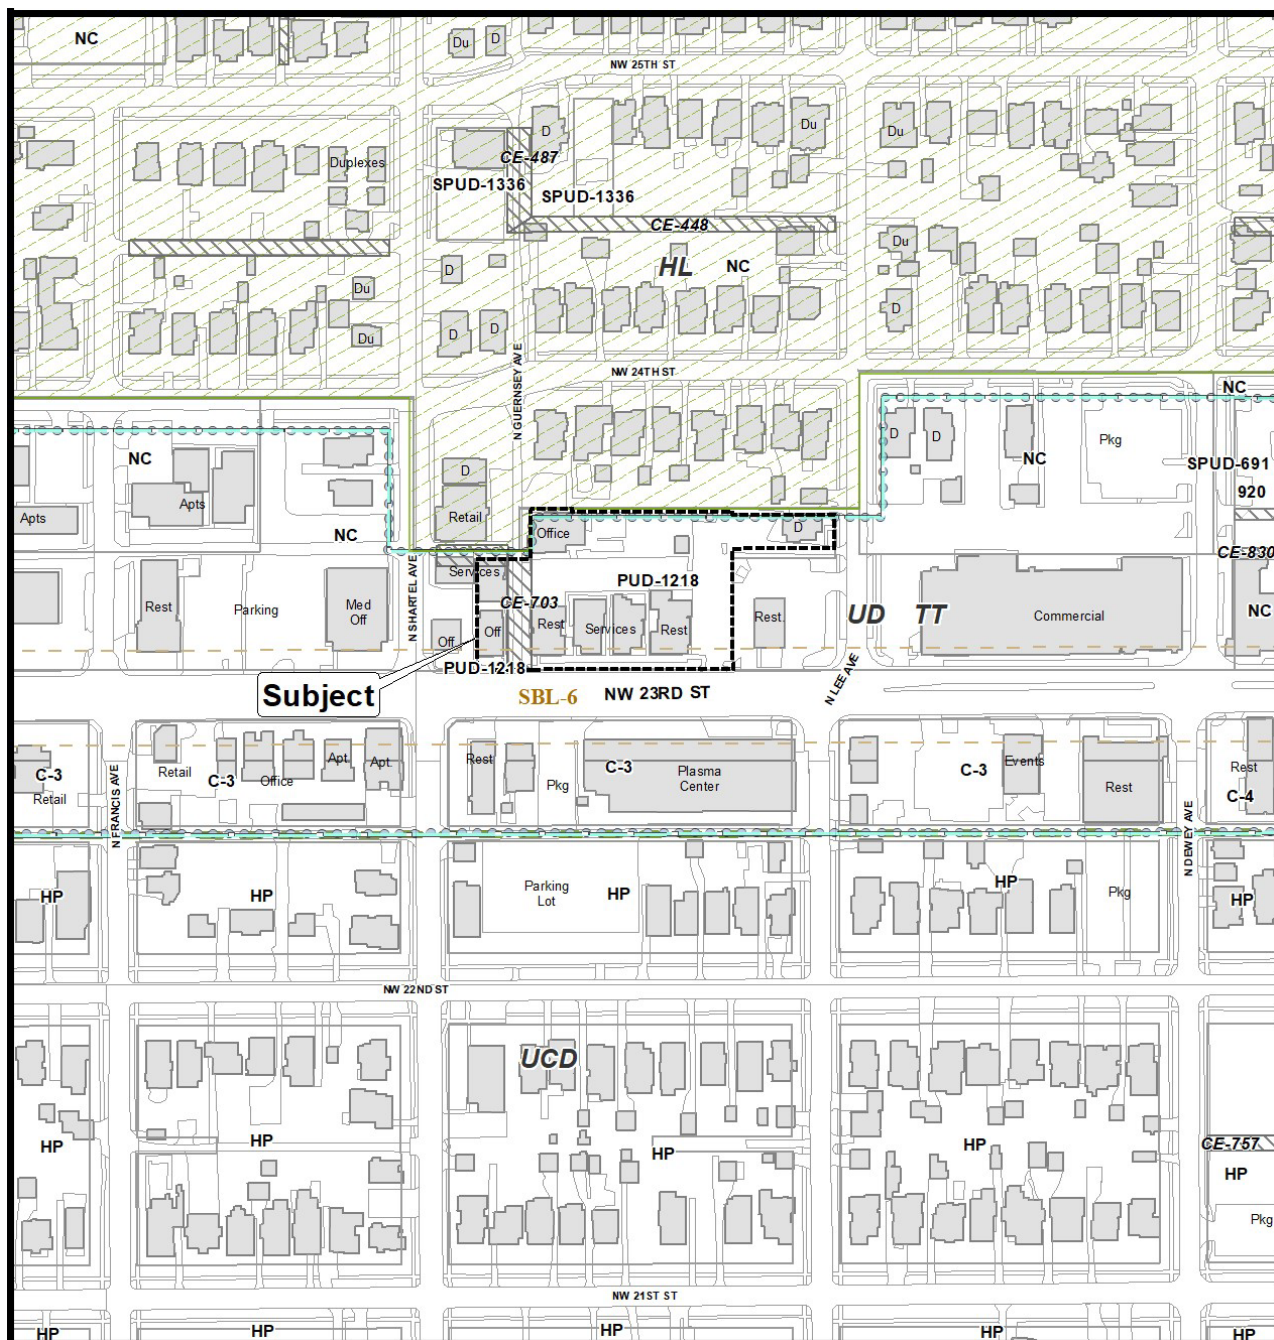 NC
Du
D
NW 25TH ST
D
Du
Du
CE-487
Duplexes
SPUD-1336
SPUD-1336
CE-448
Du
HL
NC
D
Du
D
D
D
Du
N GUERNSEY AVE
NW 24TH ST
NC
D
D
Pkg
NC
NC
D
SPUD-691
Apts
920
Apts
Retail
Office
D
NC
CE-830
N SHARTEL AVE
Services
PUD-1218
CE-703
Rest
Parking
Med
Off
Off
Off
Rest
Services
Rest
Rest
UD
TT
Commercial
NC
PUD-1218
N LEE AVE
Subject
SBL-6
NW 23RD ST
Rest
Apt
Apt
Events
Retail
C-3
Office
C-3
Plasma
Center
C-3
Rest
C-3
Retail
Pkg
Rest
C-4
N FRANCIS AVE
N DEWEY AVE
HP
HP
Parking
Lot
HP
HP
Pkg
HP
NW 22ND ST
UCD
HP
HP
HP
HP
CE-757
HP
Pkg
NW 21ST ST
HP
HP
HP
HP
HP